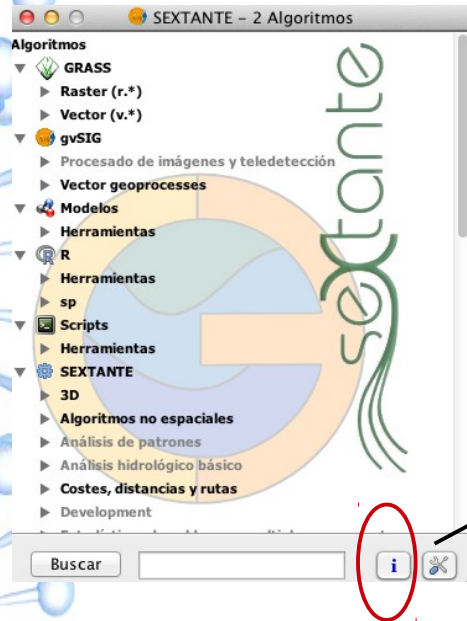 SEXTANTE – 2 Algoritmos
Algoritmos
GRASS
Raster (r.*)
Vector (v.*)
gvSIG
Procesado de imágenes y teledetección
Vector geoprocesses
Modelos
Herramientas
R
Herramientas
sp
Scripts
Herramientas
SEXTANTE
3D
Algoritmos no espaciales
Análisis de patrones
Análisis hidrológico básico
Costes, distancias y rutas
Development
sextante
Buscar
i